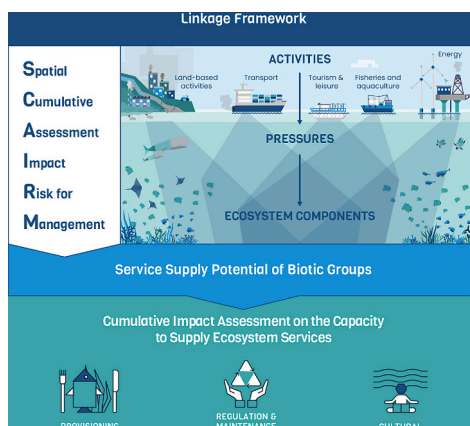 Linkage Framework
Spatial
Cumulative
Assessment
Impact
Risk for
Management
ACTIVITIES
Land-based
activities
Transport
Tourism &
leisure
Fisheries and
aquaculture
Energy
PRESSURES
ECOSYSTEM COMPONENTS
Service Supply Potential of Biotic Groups
Cumulative Impact Assessment on the Capacity
to Supply Ecosystem Services
PROVISIONING
REGULATION &
MAINTENANCE
CULTURAL